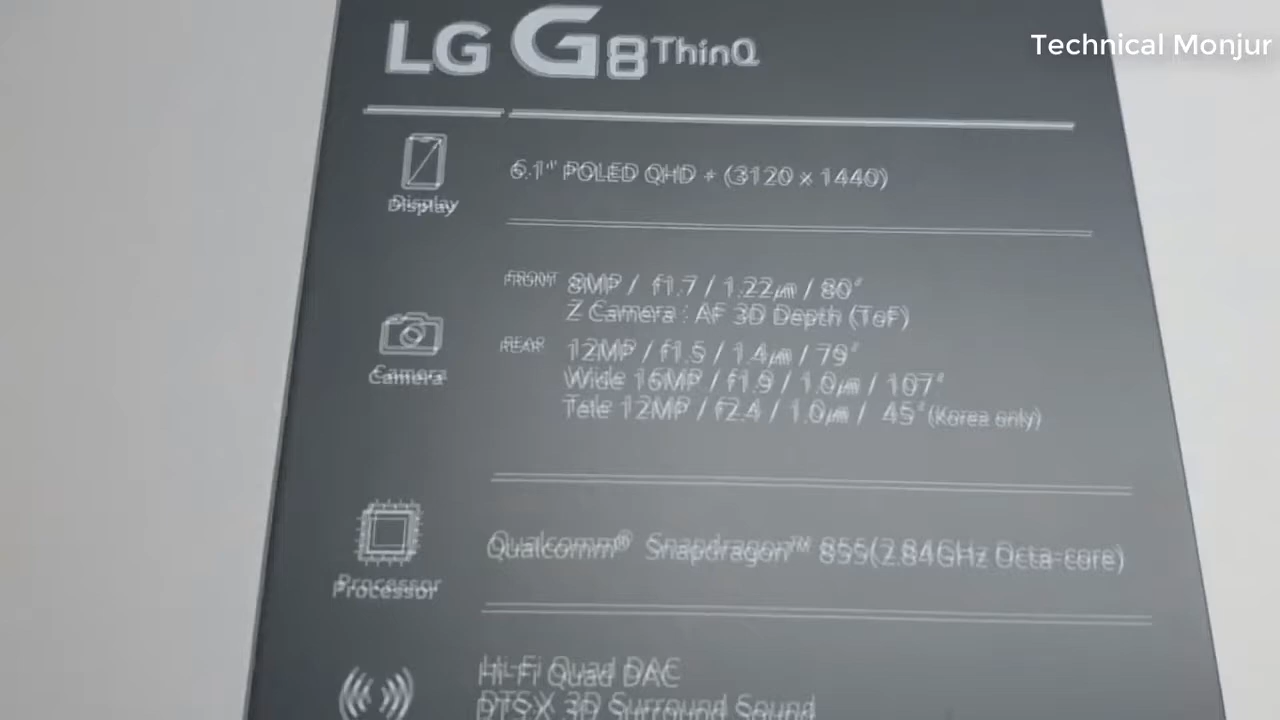 Technical Monjur
LG G8 ThinQ
Display
6.1" POLED QHD + (3120 x 1440)
Camera
FRONT 8MP / f1.7 / 1.22㎛ / 80˚
Z Camera : AF 3D Depth (ToF)
REAR 12MP / f1.5 / 1.4㎛ / 79˚
Wide 16MP / f1.9 / 1.0㎛ / 107˚
Tele 12MP / f2.4 / 1.0㎛ / 45˚(Korea only)
Processor
Qualcomm® Snapdragon™ 855(2.84GHz Octa-core)
Hi-Fi Quad DAC
DTS:X 3D Surround Sound